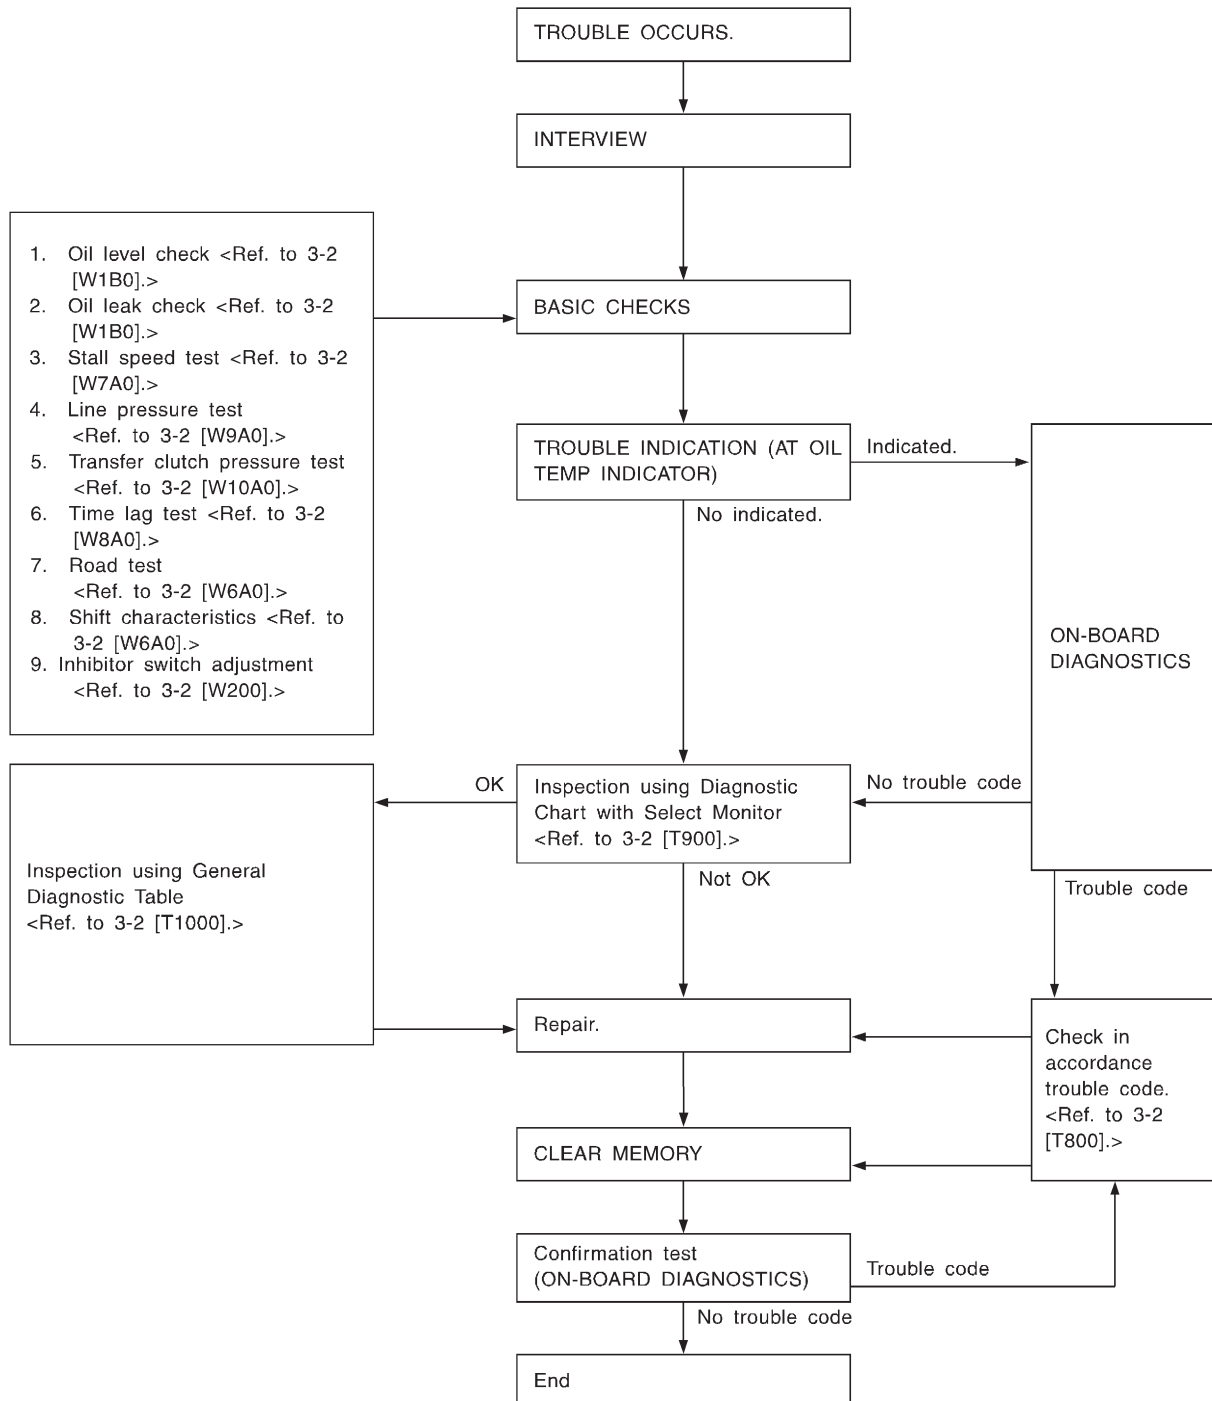 TROUBLE OCCURS.
INTERVIEW
1. Oil level check <Ref. to 3-2
[W1B0].>
2. Oil leak check <Ref. to 3-2
[W1B0].>
3. Stall speed test <Ref. to 3-2
[W7A0].>
4. Line pressure test
<Ref. to 3-2 [W9A0].>
5. Transfer clutch pressure test
<Ref. to 3-2 [W10A0].>
6. Time lag test <Ref. to 3-2
[W8A0].>
7. Road test
<Ref. to 3-2 [W6A0].>
8. Shift characteristics <Ref. to
3-2 [W6A0].>
9. Inhibitor switch adjustment
<Ref. to 3-2 [W200].>
BASIC CHECKS
TROUBLE INDICATION (AT OIL
TEMP INDICATOR)
Indicated.
No indicated.
ON-BOARD
DIAGNOSTICS
No trouble code
Trouble code
Inspection using Diagnostic
Chart with Select Monitor
<Ref. to 3-2 [T900].>
OK
Not OK
Inspection using General
Diagnostic Table
<Ref. to 3-2 [T1000].>
Repair.
Check in
accordance
trouble code.
<Ref. to 3-2
[T800].>
CLEAR MEMORY
Confirmation test
(ON-BOARD DIAGNOSTICS)
Trouble code
No trouble code
End